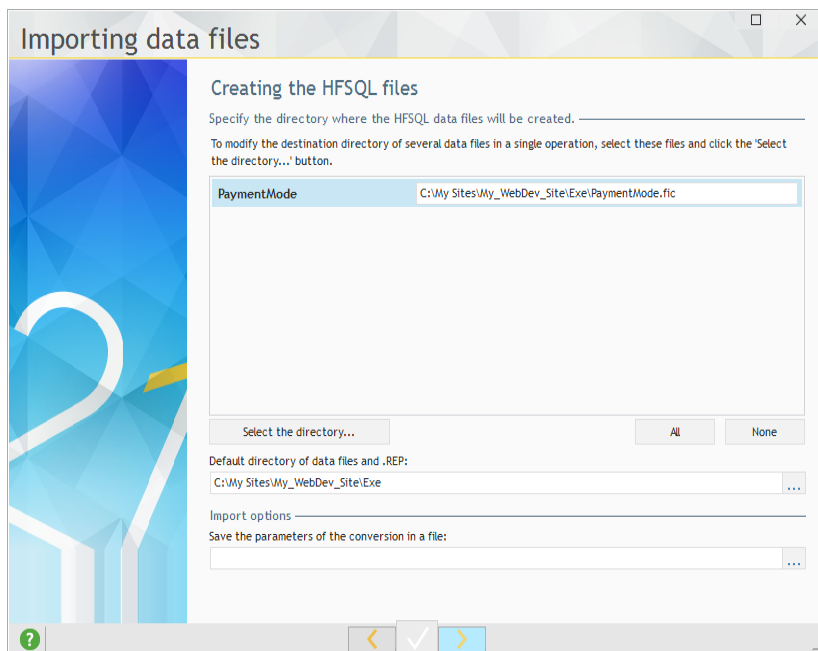 Importing data files
Creating the HFSQL files
Specify the directory where the HFSQL data files will be created.
To modify the destination directory of several data files in a single operation, select these files and click the 'Select
the directory...' button.
PaymentMode C:\My Sites\My_WebDev_Site\Exe\PaymentMode.fic
Select the directory... All None
Default directory of data files and .REP:
C:\My Sites\My_WebDev_Site\Exe
...
Import options
Save the parameters of the conversion in a file:
...
21
?